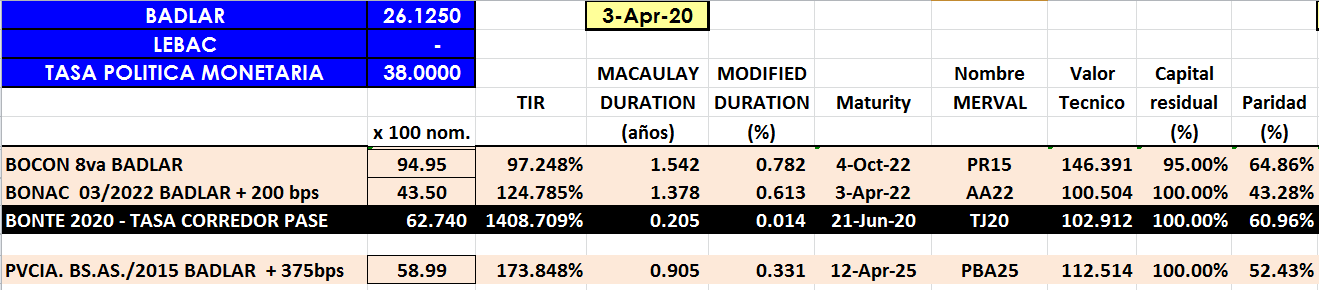 BADLAR 26.1250 3-Apr-20
LEBAC -
TASA POLITICA MONETARIA 38.0000 MACAULAY MODIFIED Nombre Valor Capital
TIR DURATION DURATION Maturity MERVAL Tecnico residual Paridad
x 100 nom. (años) (%) (%) (%)
BOCON 8va BADLAR 94.95 97.248% 1.542 0.782 4-Oct-22 PR15 146.391 95.00% 64.86%
BONAC 03/2022 BADLAR + 200 bps 43.50 124.785% 1.378 0.613 3-Apr-22 AA22 100.504 100.00% 43.28%
BONTE 2020 - TASA CORREDOR PASE 62.740 1408.709% 0.205 0.014 21-Jun-20 TJ20 102.912 100.00% 60.96%
PVCIA. BS.AS./2015 BADLAR + 375bps 58.99 173.848% 0.905 0.331 12-Apr-25 PBA25 112.514 100.00% 52.43%